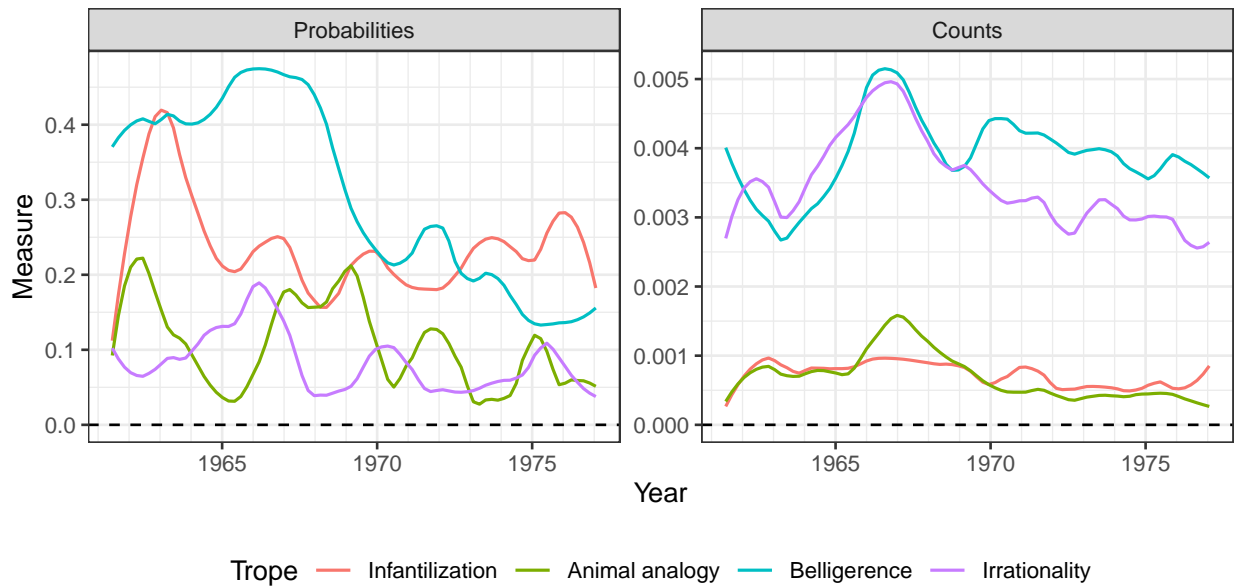 Probabilities
Counts
Measure
0.4
0.3
0.2
0.1
0.0
0.005
0.004
0.003
0.002
0.001
0.000
1965
1970
1975
1965
1970
1975
Year
Trope
Infantilization
Animal analogy
Belligerence
Irrationality